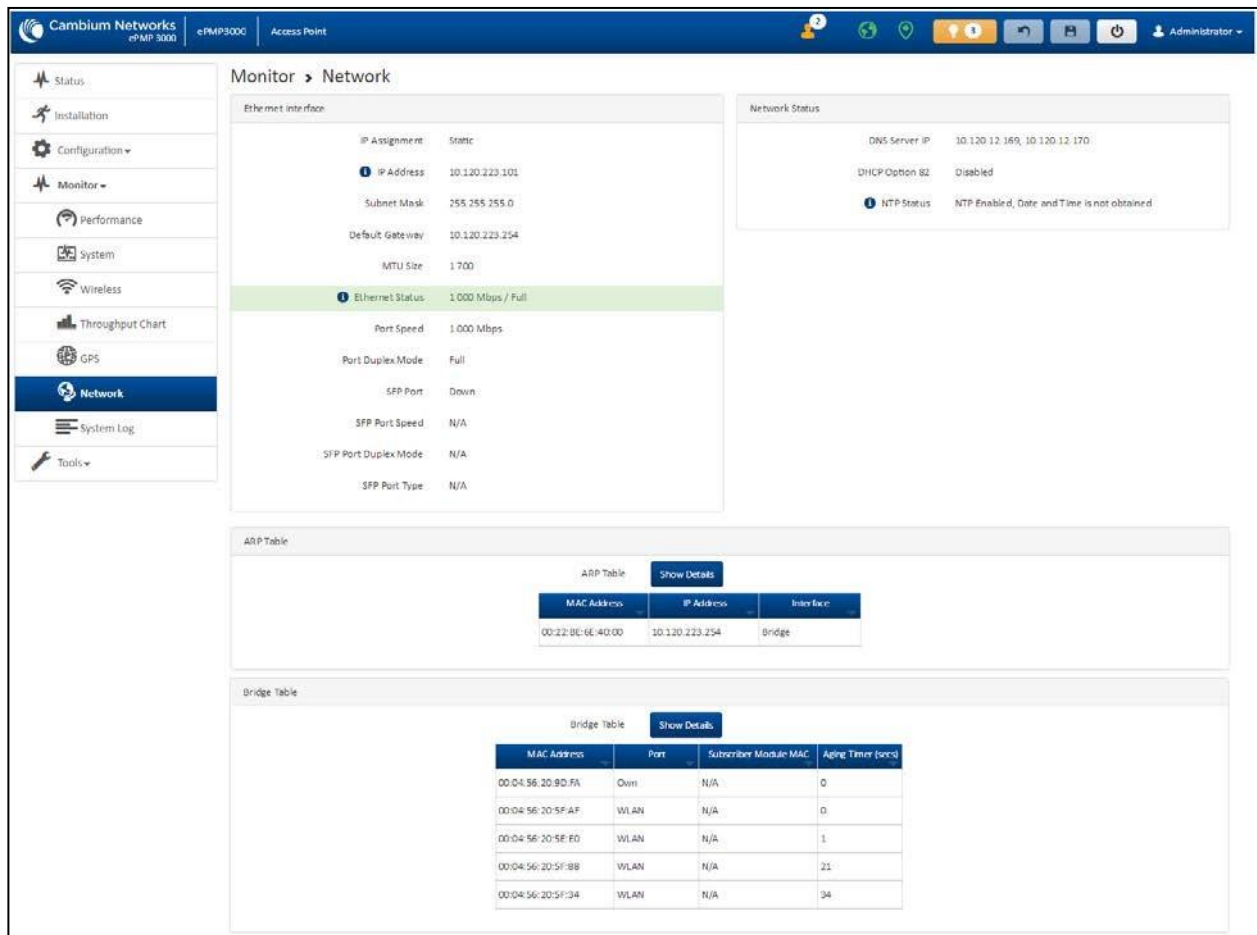 Cambium Networks
ePMP 3000
ePMP3000
Access Point
2
3
Administrator
Status
Installation
Configuration
Monitor
Performance
System
Wireless
Throughput Chart
GPS
Network
System Log
Tools
Monitor > Network
Ethernet Interface
IP Assignment Static
IP Address 10.120.223.101
Subnet Mask 255.255.255.0
Default Gateway 10.120.223.254
MTU Size 1700
Ethernet Status 1000 Mbps / Full
Port Speed 1000 Mbps
Port Duplex Mode Full
SFP Port Down
SFP Port Speed N/A
SFP Port Duplex Mode N/A
SFP Port Type N/A
Network Status
DNS Server IP 10.120.12.169, 10.120.12.170
DHCP Option 82 Disabled
NTP Status NTP Enabled, Date and Time is not obtained
ARP Table
ARP Table Show Details
MAC Address IP Address Interface
00:22:BE:6E:40:00 10.120.223.254 Bridge
Bridge Table
Bridge Table Show Details
MAC Address Port Subscriber Module MAC Aging Timer (secs)
00:04:56:20:9D:FA Own N/A 0
00:04:56:20:5F:AF WLAN N/A 0
00:04:56:20:5E:E0 WLAN N/A 1
00:04:56:20:5F:88 WLAN N/A 21
00:04:56:20:5F:34 WLAN N/A 34